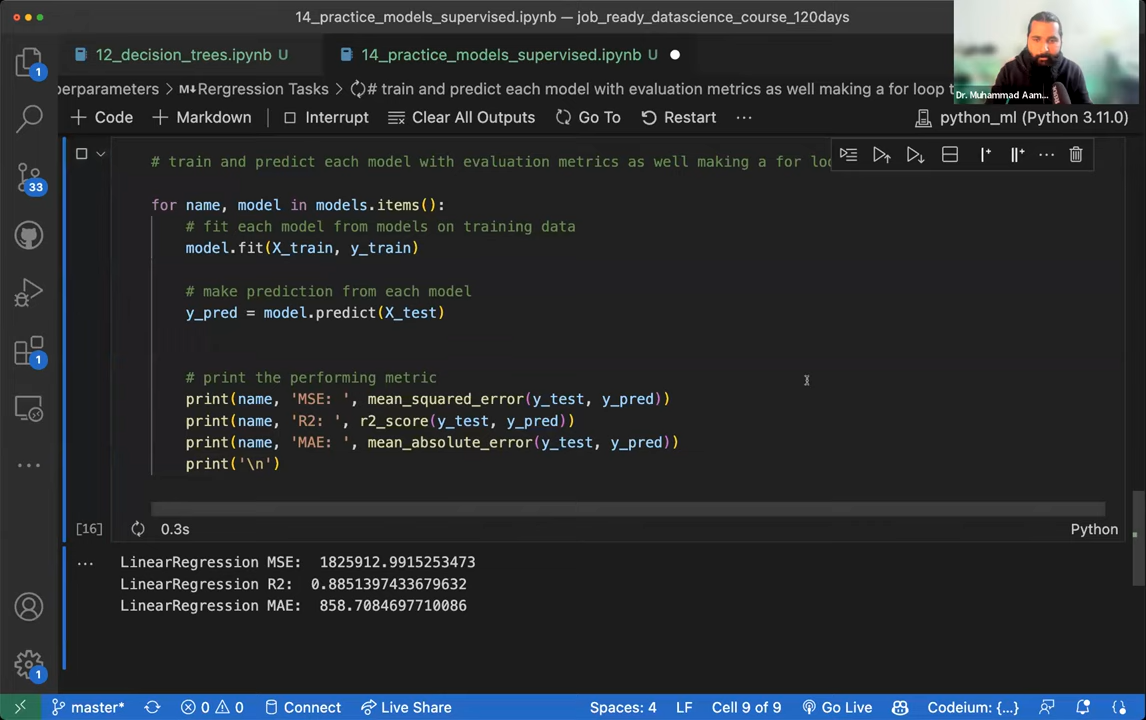 14_practice_models_supervised.ipynb — job_ready_datascience_course_120days
12_decision_trees.ipynb U
14_practice_models_supervised.ipynb U
erparameters > M↓Rergression Tasks > # train and predict each model with evaluation metrics as well making a for loop t
+ Code + Markdown Interrupt Clear All Outputs Go To Restart ... python_ml (Python 3.11.0)
Dr. Muhammad Aam...
# train and predict each model with evaluation metrics as well making a for loo
for name, model in models.items():
# fit each model from models on training data
model.fit(X_train, y_train)
# make prediction from each model
y_pred = model.predict(X_test)
# print the performing metric
print(name, 'MSE: ', mean_squared_error(y_test, y_pred))
print(name, 'R2: ', r2_score(y_test, y_pred))
print(name, 'MAE: ', mean_absolute_error(y_test, y_pred))
print('\n')
[16] 0.3s Python
... LinearRegression MSE:  1825912.9915253473
LinearRegression R2:  0.8851397433679632
LinearRegression MAE:  858.7084697710086
1
33
1
1
master* 0 0 Connect Live Share Spaces: 4 LF Cell 9 of 9 Go Live Codeium: {...}